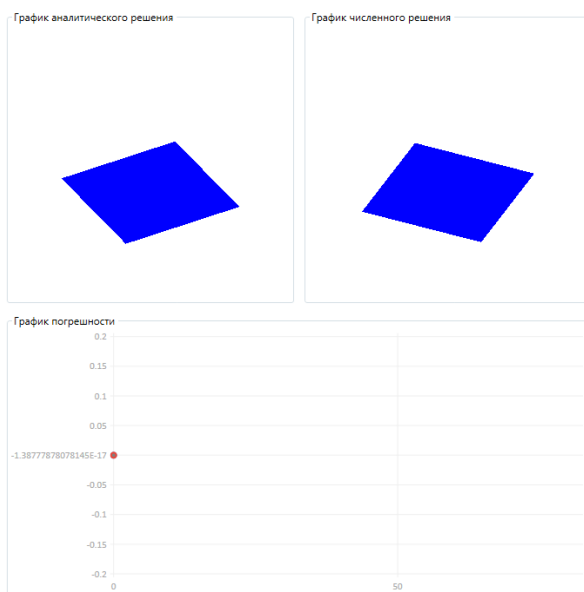 График аналитического решения
График численного решения
График погрешности
0.2
0.15
0.1
0.05
-1.38777878078145E-17
-0.05
-0.1
-0.15
-0.2
0
50